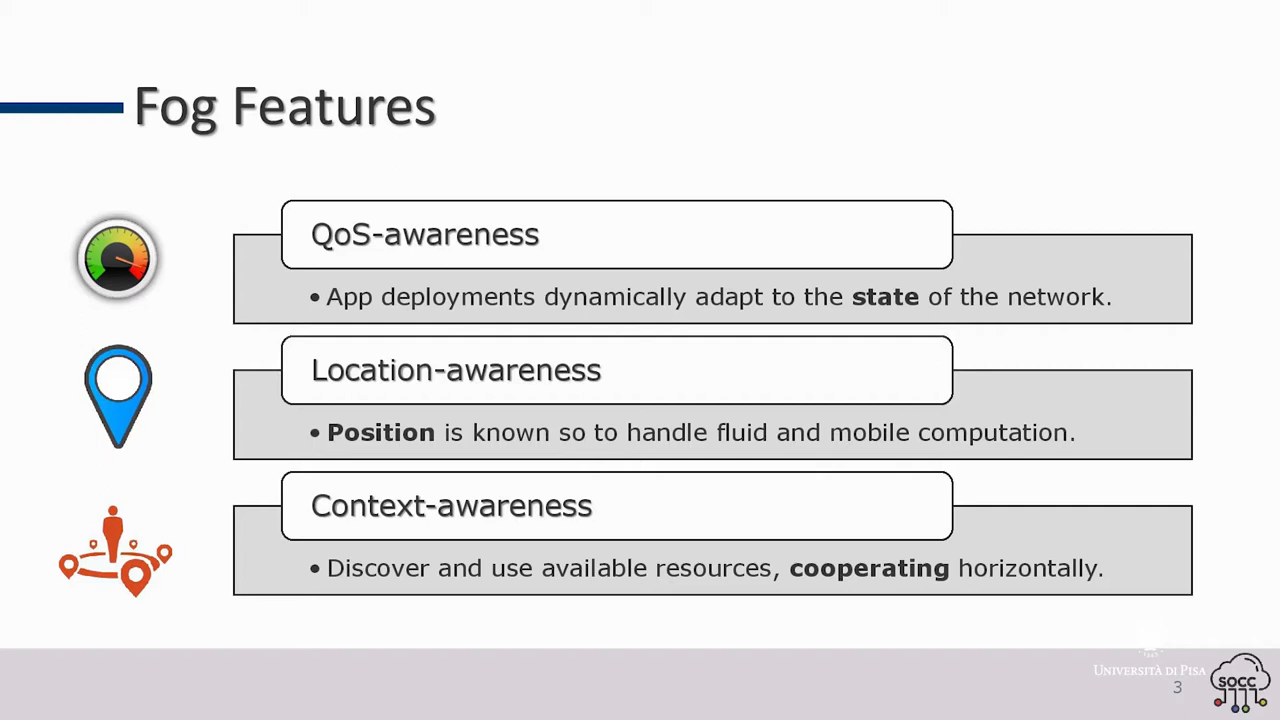 Fog Features
QoS-awareness
• App deployments dynamically adapt to the state of the network.
Location-awareness
• Position is known so to handle fluid and mobile computation.
Context-awareness
• Discover and use available resources, cooperating horizontally.
UNIVERSITÀ DI PISA
3
SOCC